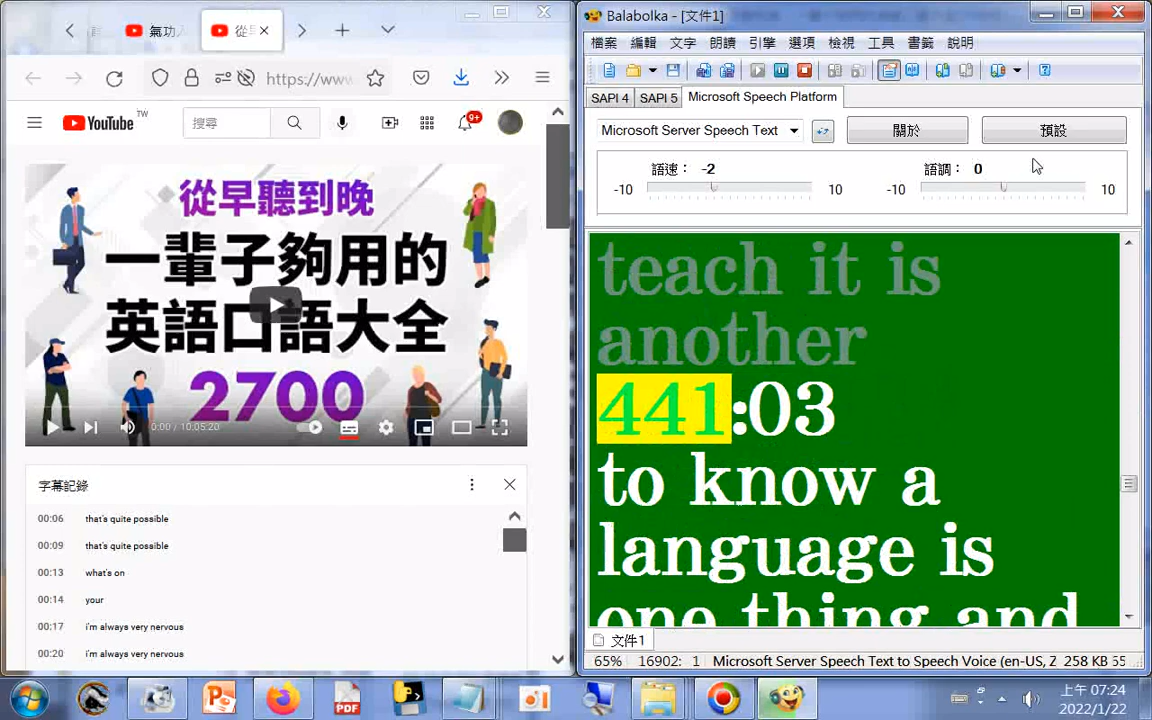 氣功
從
https://www
YouTube TW
搜尋
9+
從早聽到晚
一輩子夠用的
英語口語大全
2700
0:00 / 10:05:20
字幕記錄
00:06 that's quite possible
00:09 that's quite possible
00:13 what's on
00:14 your
00:17 i'm always very nervous
00:20 i'm always very nervous
Balabolka - [文件1]
檔案 編輯 文字 朗讀 引擎 選項 檢視 工具 書籤 說明
SAPI 4 SAPI 5 Microsoft Speech Platform
Microsoft Server Speech Text 關於 預設
語速： -2 語調： 0
-10 10 -10 10
teach it is
another
441:03
to know a
language is
one thing and
文件1
65% 16902: 1 Microsoft Server Speech Text to Speech Voice (en-US, Z 258 KB 55
PDF
上午 07:24
2022/1/22